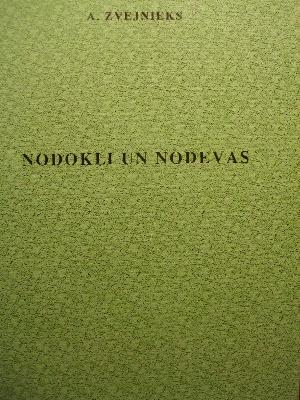 A. ZVEJNIEKS
NODOKLI UN NODEVAS